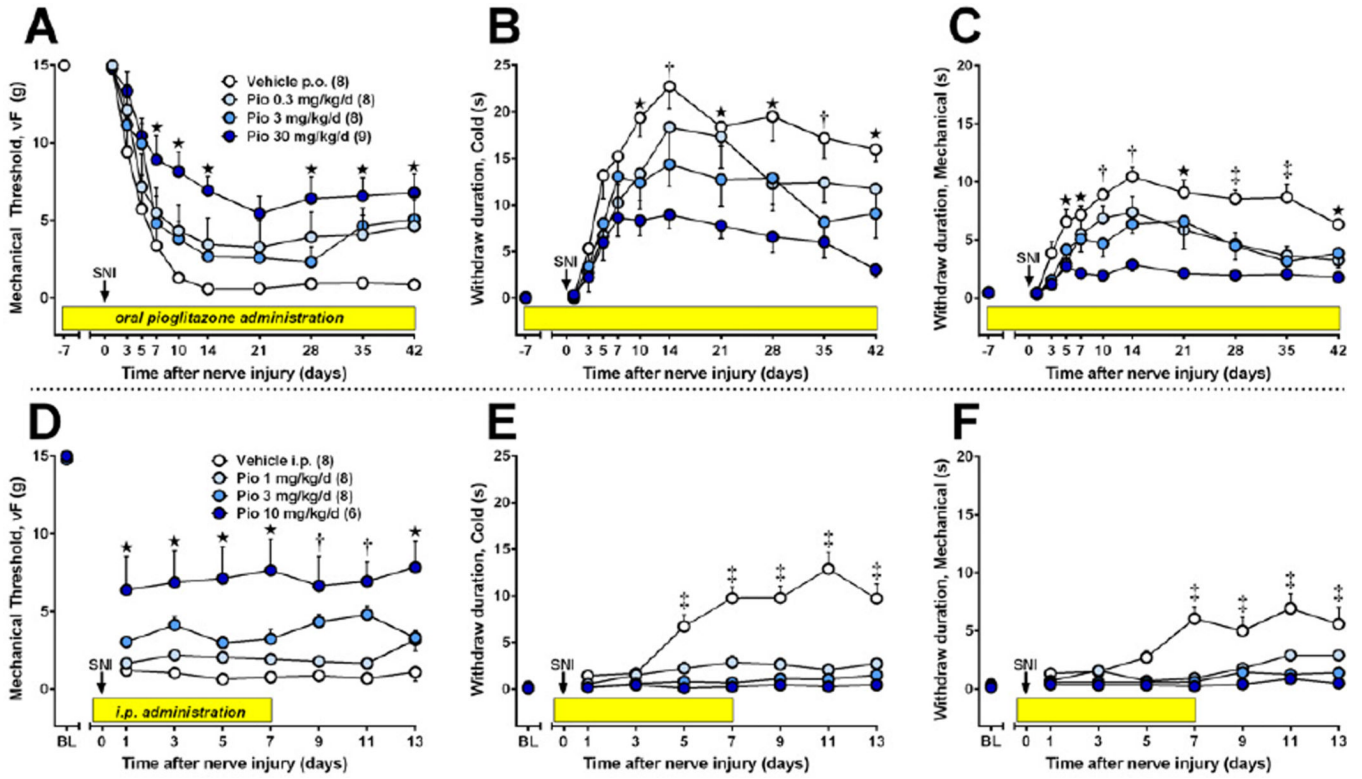 A
Mechanical Threshold, vF (g)
15
10
5
0
Vehicle p.o. (8)
Pio 0.3 mg/kg/d (8)
Pio 3 mg/kg/d (8)
Pio 30 mg/kg/d (9)
★ ★ ★ ★ ★ ★
SNI
oral pioglitazone administration
-7 0 3 5 7 10 14 21 28 35 42
Time after nerve injury (days)
B
Withdraw duration, Cold (s)
25
20
15
10
5
0
★ † ★ ★ † ★
SNI
-7 0 3 5 7 10 14 21 28 35 42
Time after nerve injury (days)
C
Withdraw duration, Mechanical (s)
20
15
10
5
0
★ ★ † † ★ ‡ ‡ ★
SNI
-7 0 3 5 7 10 14 21 28 35 42
Time after nerve injury (days)
D
Mechanical Threshold, vF (g)
15
10
5
0
Vehicle i.p. (8)
Pio 1 mg/kg/d (8)
Pio 3 mg/kg/d (8)
Pio 10 mg/kg/d (6)
★ ★ ★ ★ † † ★
SNI
i.p. administration
BL 0 1 3 5 7 9 11 13
Time after nerve injury (days)
E
Withdraw duration, Cold (s)
20
15
10
5
0
‡ ‡ ‡ ‡ ‡
SNI
BL 0 1 3 5 7 9 11 13
Time after nerve injury (days)
F
Withdraw duration, Mechanical (s)
20
15
10
5
0
‡ ‡ ‡ ‡
SNI
BL 0 1 3 5 7 9 11 13
Time after nerve injury (days)